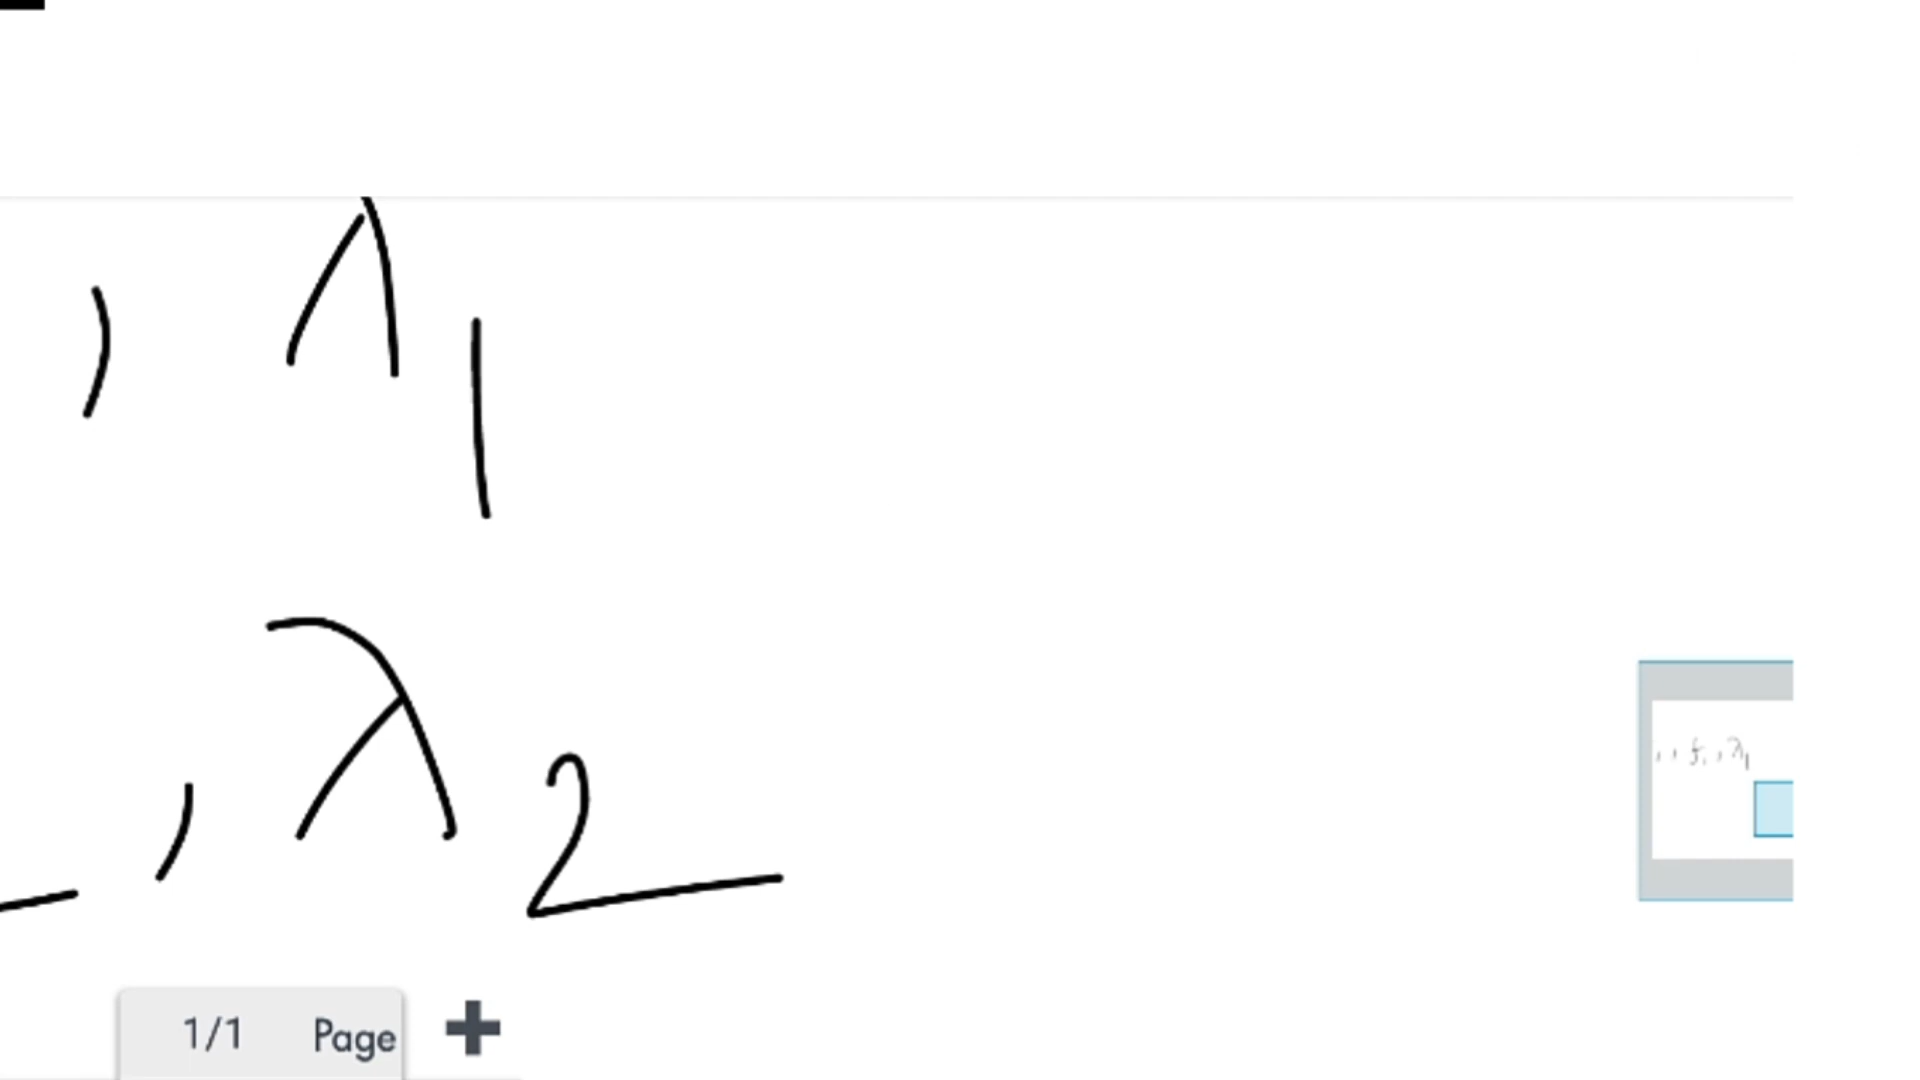 , λ₁
, λ₂
1/1 Page +